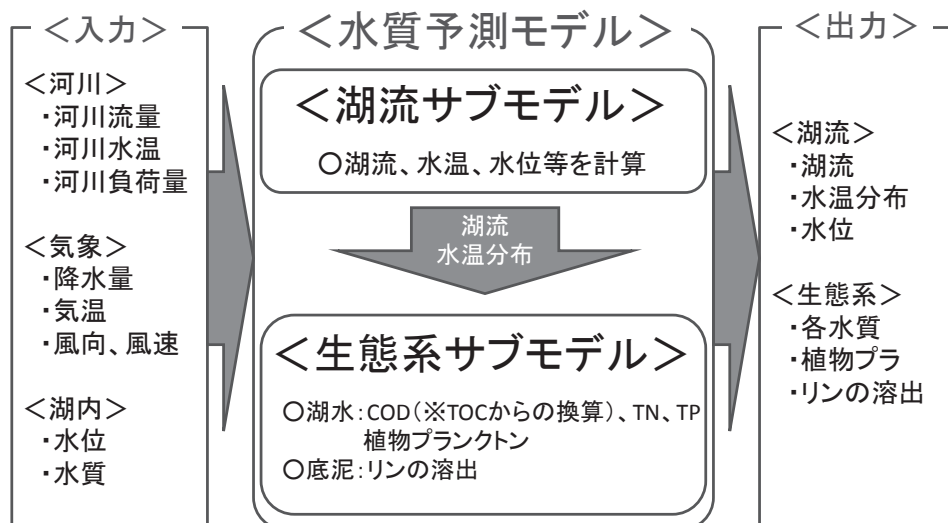 ＜入力＞
＜河川＞
・河川流量
・河川水温
・河川負荷量
＜気象＞
・降水量
・気温
・風向、風速
＜湖内＞
・水位
・水質
＜水質予測モデル＞
＜湖流サブモデル＞
〇湖流、水温、水位等を計算
湖流
水温分布
＜生態系サブモデル＞
〇湖水：COD（※TOCからの換算）、TN、TP
植物プランクトン
〇底泥：リンの溶出
＜出力＞
＜湖流＞
・湖流
・水温分布
・水位
＜生態系＞
・各水質
・植物プラ
・リンの溶出